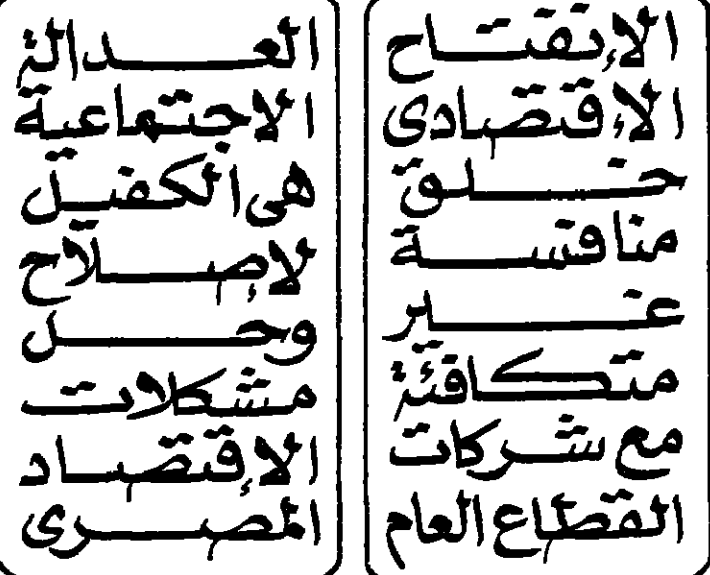 الإنفتاح
الإقتصادى
خلق
منافسة
غير
متكافئة
مع شركات
القطاع العام
العدالة
الاجتماعية
هى الكفيل
لإصلاح
وحل
مشكلات
الإقتصاد
المصرى